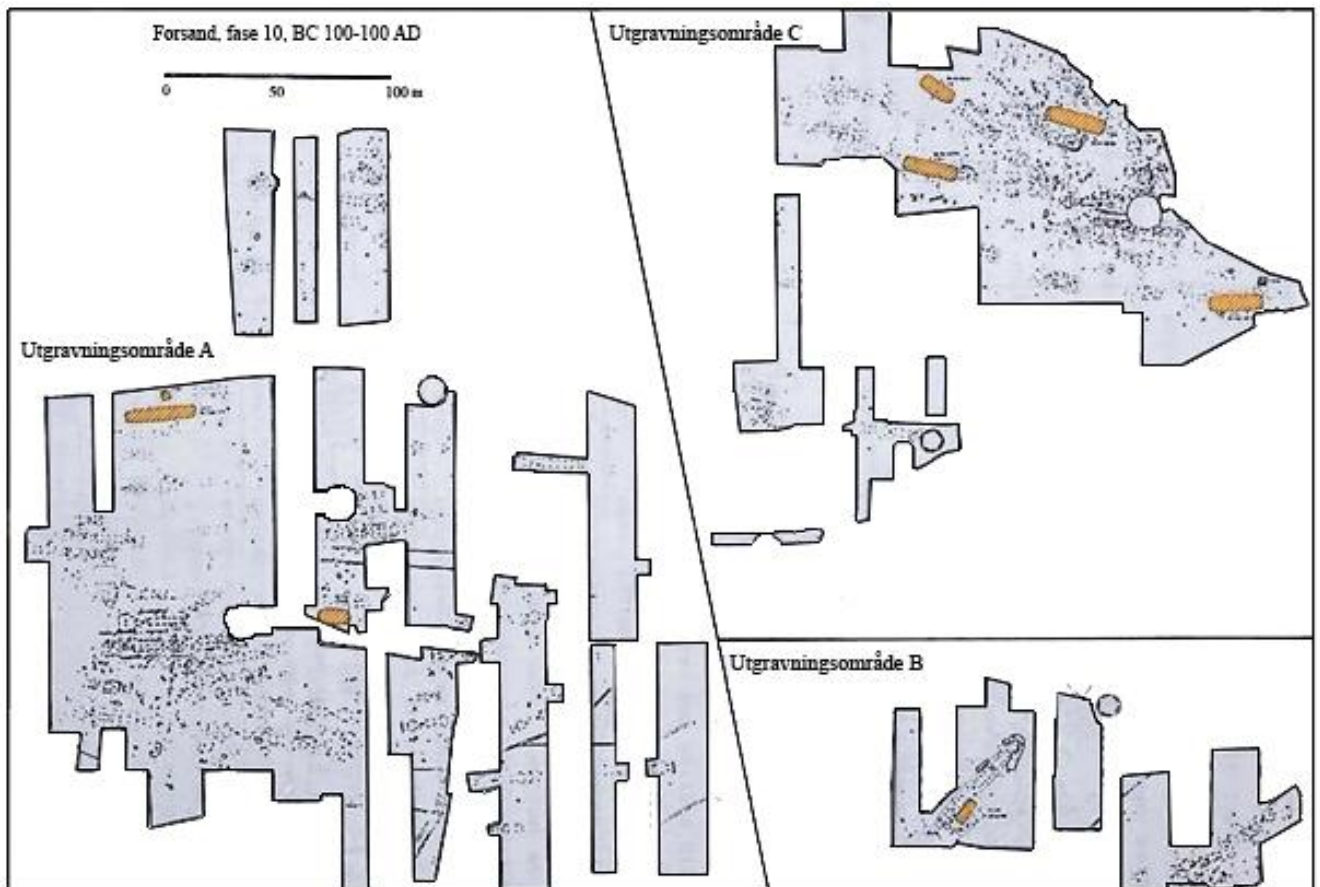 Forsand, fase 10, BC 100-100 AD
0 50 100 m
Utgravningsområde A
Utgravningsområde C
Utgravningsområde B